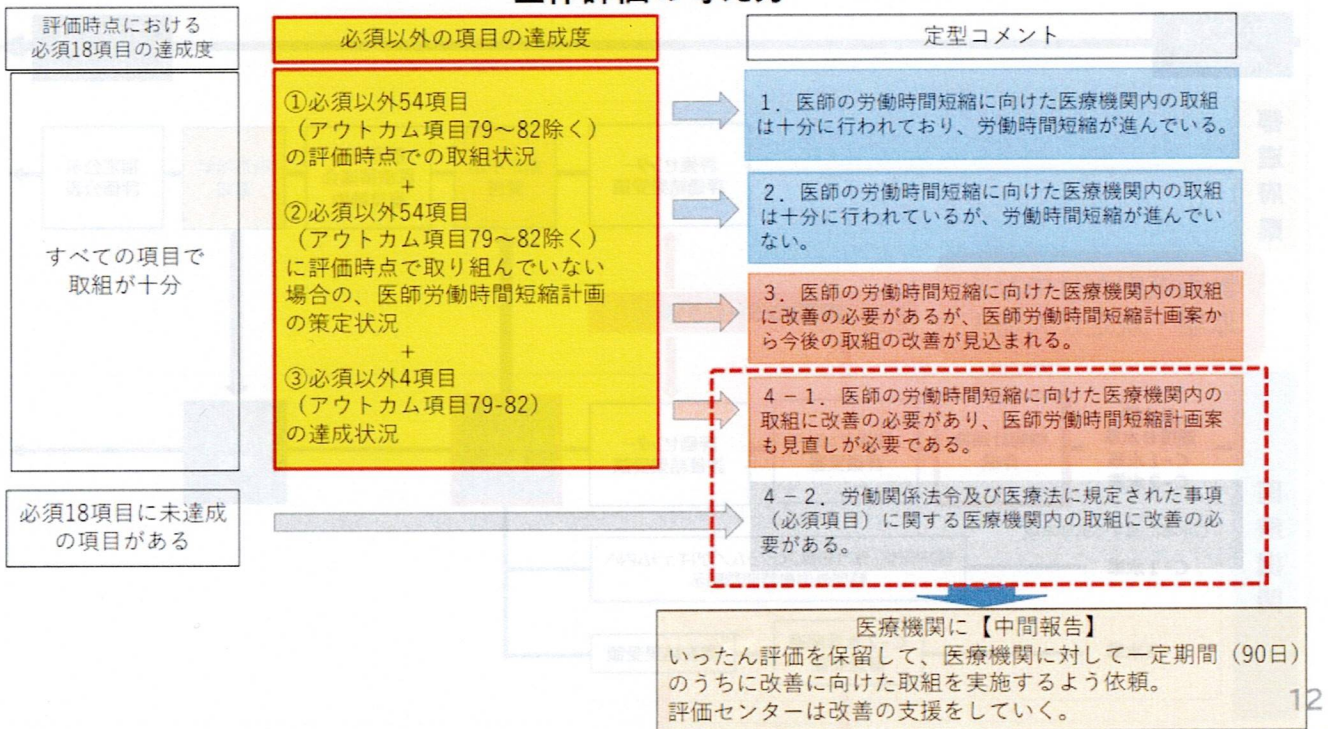 評価時点における
必須18項目の達成度
必須以外の項目の達成度
定型コメント
すべての項目で
取組が十分
①必須以外54項目
（アウトカム項目79～82除く）
の評価時点での取組状況
+
②必須以外54項目
（アウトカム項目79～82除く）
に評価時点で取り組んでいない
場合の、医師労働時間短縮計画
の策定状況
+
③必須以外4項目
（アウトカム項目79-82）
の達成状況
1．医師の労働時間短縮に向けた医療機関内の取組
は十分に行われており、労働時間短縮が進んでいる。
2．医師の労働時間短縮に向けた医療機関内の取組
は十分に行われているが、労働時間短縮が進んでい
ない。
3．医師の労働時間短縮に向けた医療機関内の取組
に改善の必要があるが、医師労働時間短縮計画案か
ら今後の取組の改善が見込まれる。
4－1．医師の労働時間短縮に向けた医療機関内の
取組に改善の必要があり、医師労働時間短縮計画案
も見直しが必要である。
必須18項目に未達成
の項目がある
4－2．労働関係法令及び医療法に規定された事項
（必須項目）に関する医療機関内の取組に改善の必
要がある。
医療機関に【中間報告】
いったん評価を保留して、医療機関に対して一定期間（90日）
のうちに改善に向けた取組を実施するよう依頼。
評価センターは改善の支援をしていく。
12